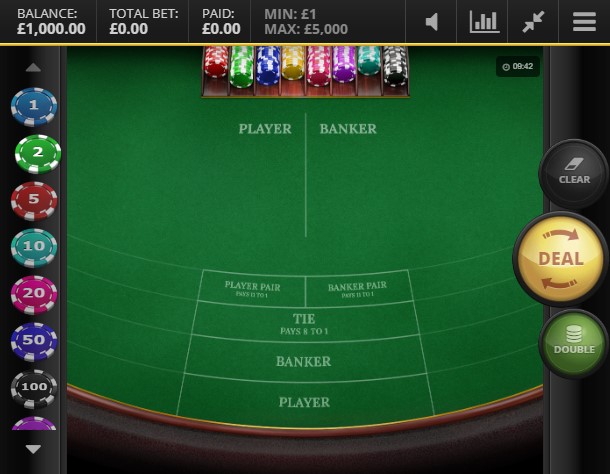 BALANCE: TOTAL BET: PAID: MIN: £1
£1,000.00 £0.00 £0.00 MAX: £5,000
09:42
PLAYER BANKER
1
2
5
10
20
50
100
CLEAR
DEAL
DOUBLE
PLAYER PAIR BANKER PAIR
PAYS 11 TO 1 PAYS 11 TO 1
TIE
PAYS 8 TO 1
BANKER
PLAYER